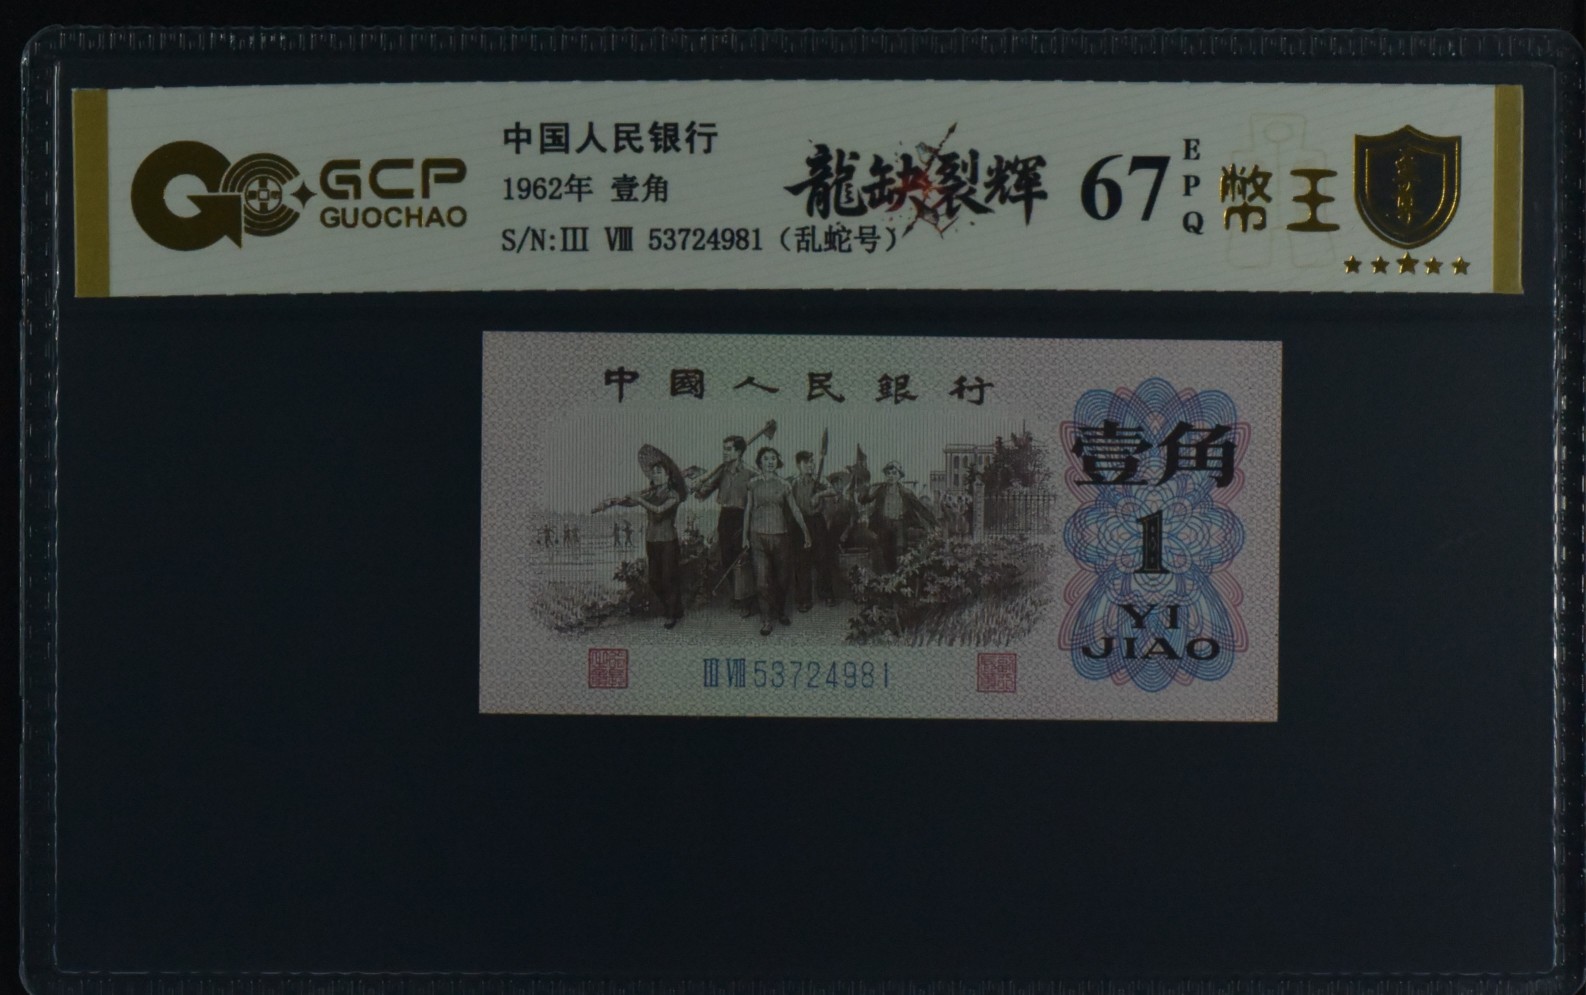 GCP
GUOCHAO
中国人民银行
1962年 壹角
S/N:III VIII 53724981（乱蛇号）
龍缺裂輝
67
EPQ
幣王
中國人民銀行
壹角
1
YI
JIAO
III VIII 53724981